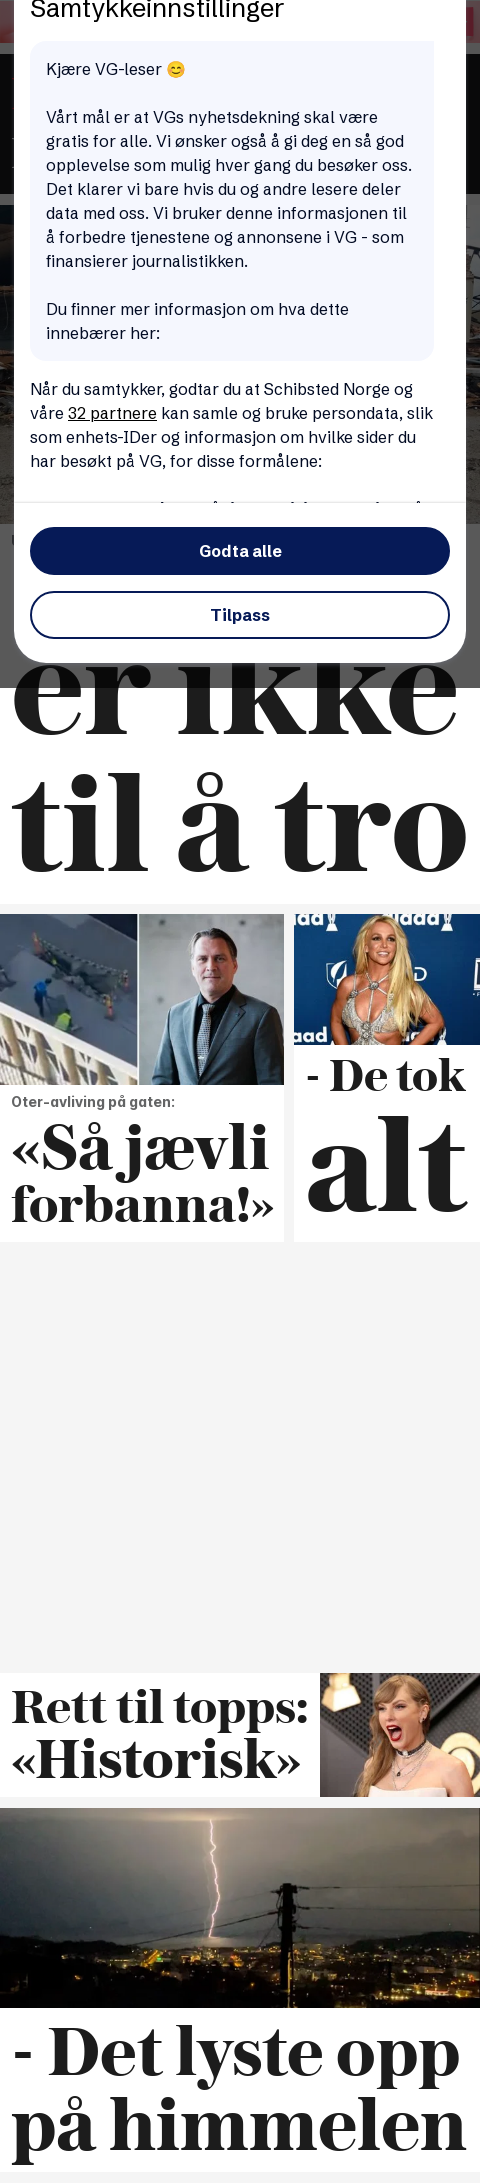 Samtykkeinnstillinger
Kjære VG-leser 😊
Vårt mål er at VGs nyhetsdekning skal være
gratis for alle. Vi ønsker også å gi deg en så god
opplevelse som mulig hver gang du besøker oss.
Det klarer vi bare hvis du og andre lesere deler
data med oss. Vi bruker denne informasjonen til
å forbedre tjenestene og annonsene i VG - som
finansierer journalistikken.
Du finner mer informasjon om hva dette
innebærer her:
Når du samtykker, godtar du at Schibsted Norge og
våre 32 partnere kan samle og bruke persondata, slik
som enhets-IDer og informasjon om hvilke sider du
har besøkt på VG, for disse formålene:
Godta alle
Tilpass
er ikke
til å tro
Oter-avliving på gaten:
«Så jævli
forbanna!»
- De tok
alt
Rett til topps:
«Historisk»
- Det lyste opp
på himmelen